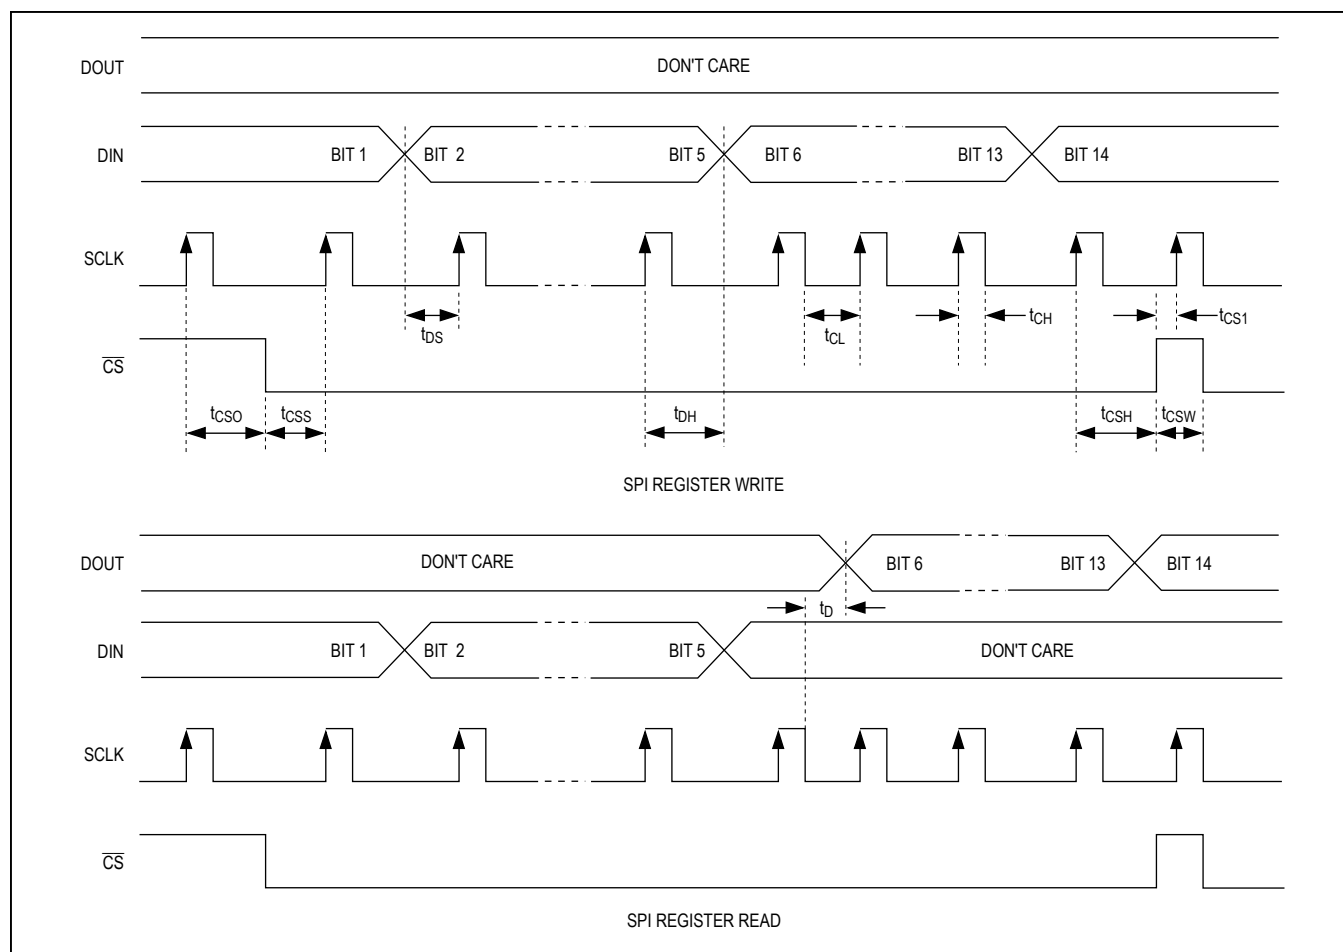 DOUT DON'T CARE
DIN BIT 1 BIT 2 BIT 5 BIT 6 BIT 13 BIT 14
SCLK
tDS tCL tCH tCS1
CS
tCSO tCSS tDH tCSH tCSW
SPI REGISTER WRITE
DOUT DON'T CARE BIT 6 BIT 13 BIT 14
tD
DIN BIT 1 BIT 2 BIT 5 DON'T CARE
SCLK
CS
SPI REGISTER READ